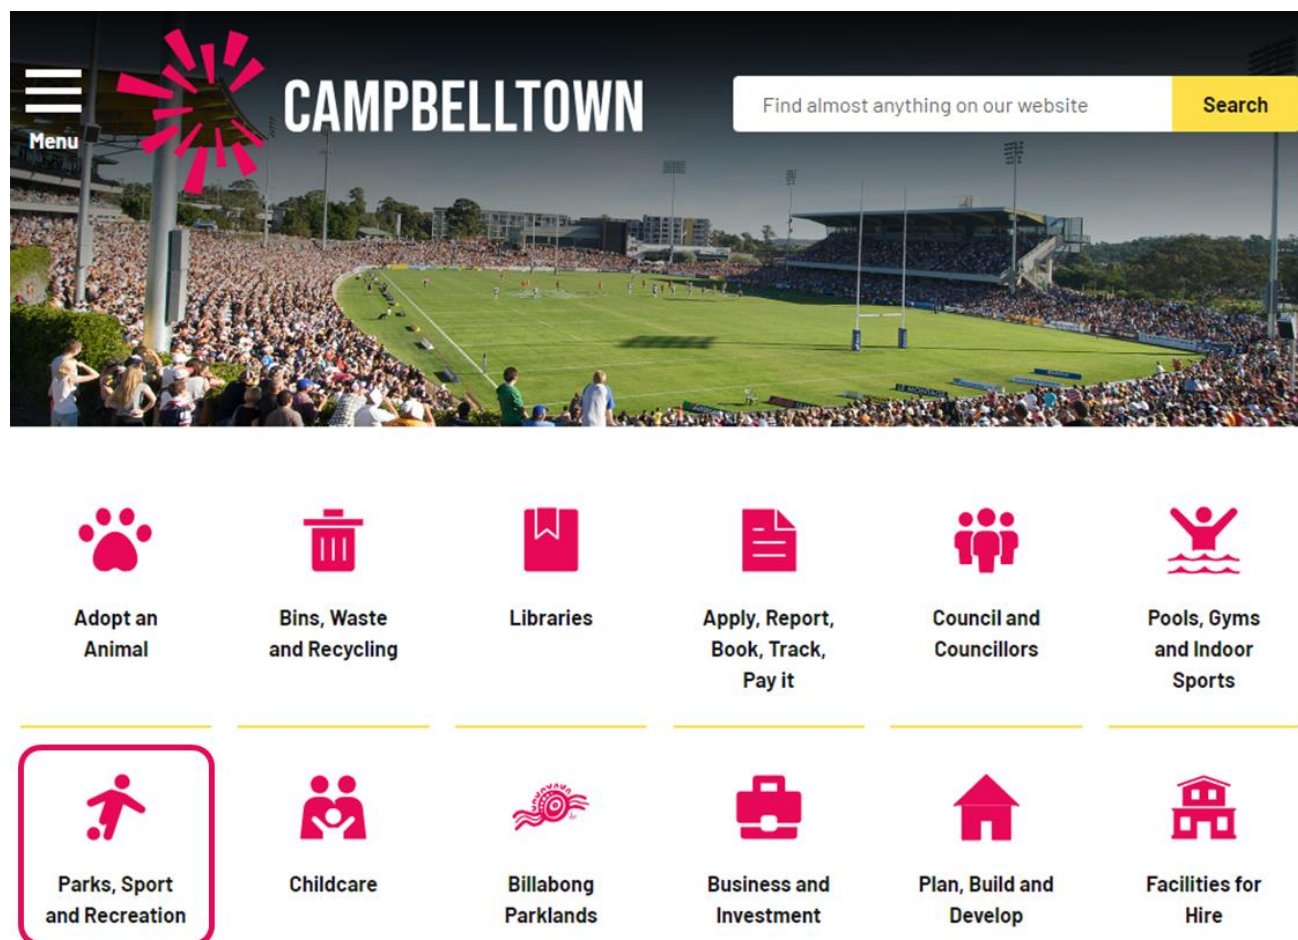 Menu
CAMPBELLTOWN
Find almost anything on our website
Search
Adopt an
Animal
Bins, Waste
and Recycling
Libraries
Apply, Report,
Book, Track,
Pay it
Council and
Councillors
Pools, Gyms
and Indoor
Sports
Parks, Sport
and Recreation
Childcare
Billabong
Parklands
Business and
Investment
Plan, Build and
Develop
Facilities for
Hire